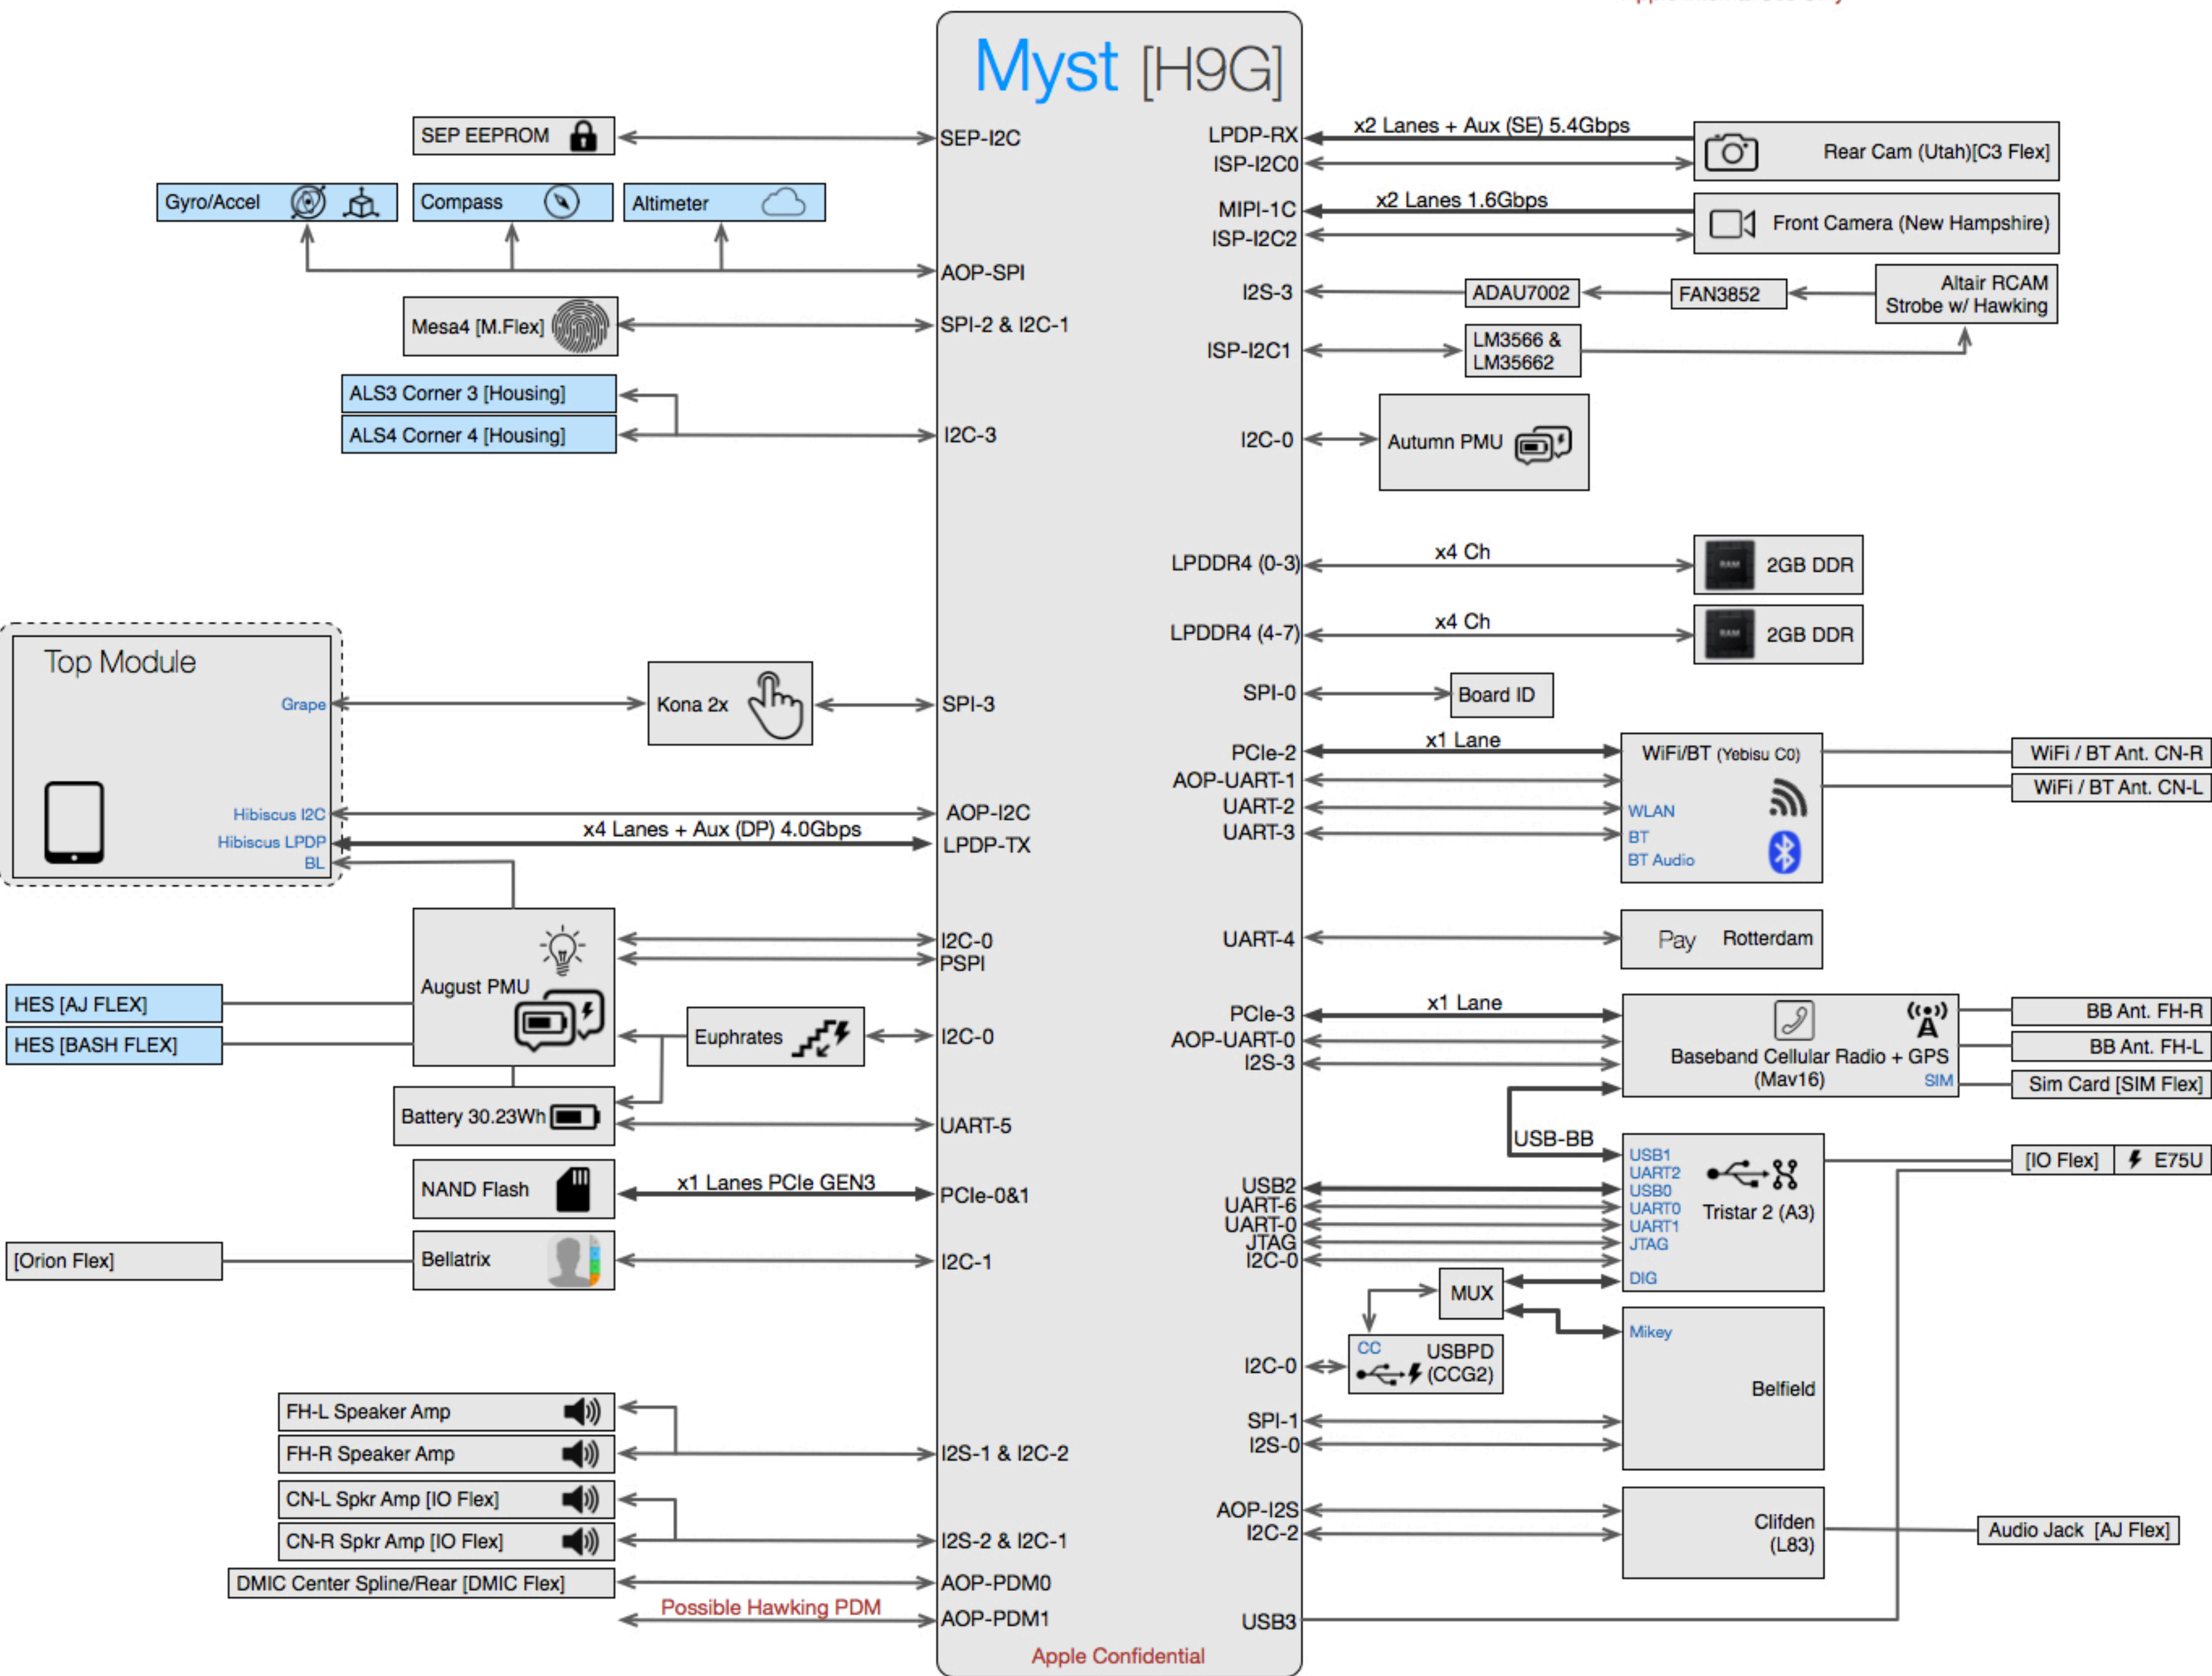 Myst [H9G]
SEP EEPROM
SEP-I2C
Gyro/Accel
Compass
Altimeter
AOP-SPI
Mesa4 [M.Flex]
SPI-2 & I2C-1
ALS3 Corner 3 [Housing]
ALS4 Corner 4 [Housing]
I2C-3
Top Module
Grape
Kona 2x
SPI-3
Hibiscus I2C
AOP-I2C
Hibiscus LPDP
x4 Lanes + Aux (DP) 4.0Gbps
LPDP-TX
BL
August PMU
I2C-0
PSPI
HES [AJ FLEX]
HES [BASH FLEX]
Euphrates
I2C-0
Battery 30.23Wh
UART-5
NAND Flash
x1 Lanes PCIe GEN3
PCIe-0&1
[Orion Flex]
Bellatrix
I2C-1
FH-L Speaker Amp
FH-R Speaker Amp
I2S-1 & I2C-2
CN-L Spkr Amp [IO Flex]
CN-R Spkr Amp [IO Flex]
I2S-2 & I2C-1
DMIC Center Spline/Rear [DMIC Flex]
AOP-PDM0
Possible Hawking PDM
AOP-PDM1
LPDP-RX
x2 Lanes + Aux (SE) 5.4Gbps
ISP-I2C0
Rear Cam (Utah)[C3 Flex]
MIPI-1C
x2 Lanes 1.6Gbps
ISP-I2C2
Front Camera (New Hampshire)
I2S-3
ADAU7002
FAN3852
Altair RCAM
Strobe w/ Hawking
ISP-I2C1
LM3566 &
LM35662
I2C-0
Autumn PMU
LPDDR4 (0-3)
x4 Ch
RAM
2GB DDR
LPDDR4 (4-7)
x4 Ch
RAM
2GB DDR
SPI-0
Board ID
PCIe-2
x1 Lane
AOP-UART-1
UART-2
UART-3
WiFi/BT (Yebisu C0)
WLAN
BT
BT Audio
WiFi / BT Ant. CN-R
WiFi / BT Ant. CN-L
UART-4
Pay Rotterdam
PCIe-3
x1 Lane
AOP-UART-0
I2S-3
Baseband Cellular Radio + GPS
(Mav16)
SIM
BB Ant. FH-R
BB Ant. FH-L
Sim Card [SIM Flex]
USB-BB
USB2
UART-6
UART-0
JTAG
I2C-0
USB1
UART2
USB0
UART0
UART1
JTAG
DIG
Tristar 2 (A3)
[IO Flex]
E75U
MUX
I2C-0
CC
USBPD
(CCG2)
Mikey
Belfield
SPI-1
I2S-0
AOP-I2S
I2C-2
Clifden
(L83)
Audio Jack [AJ Flex]
USB3
Apple Confidential